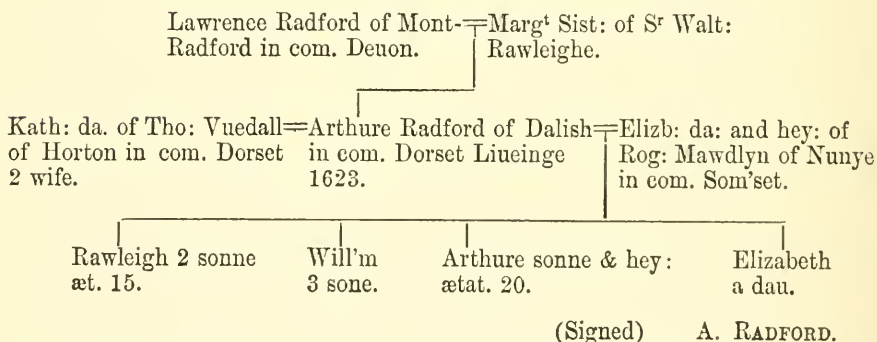 Lawrence Radford of Mont-
Radford in com. Deuon.
Margᵗ Sist: of Sʳ Walt:
Rawleighe.
Kath: da. of Tho: Vuedall
of Horton in com. Dorset
2 wife.
Arthure Radford of Dalish
in com. Dorset Liueinge
1623.
Elizb: da: and hey: of
Rog: Mawdlyn of Nunye
in com. Som'set.
Rawleigh 2 sonne
æt. 15.
Will'm
3 sone.
Arthure sonne & hey:
ætat. 20.
Elizabeth
a dau.
(Signed) A. RADFORD.